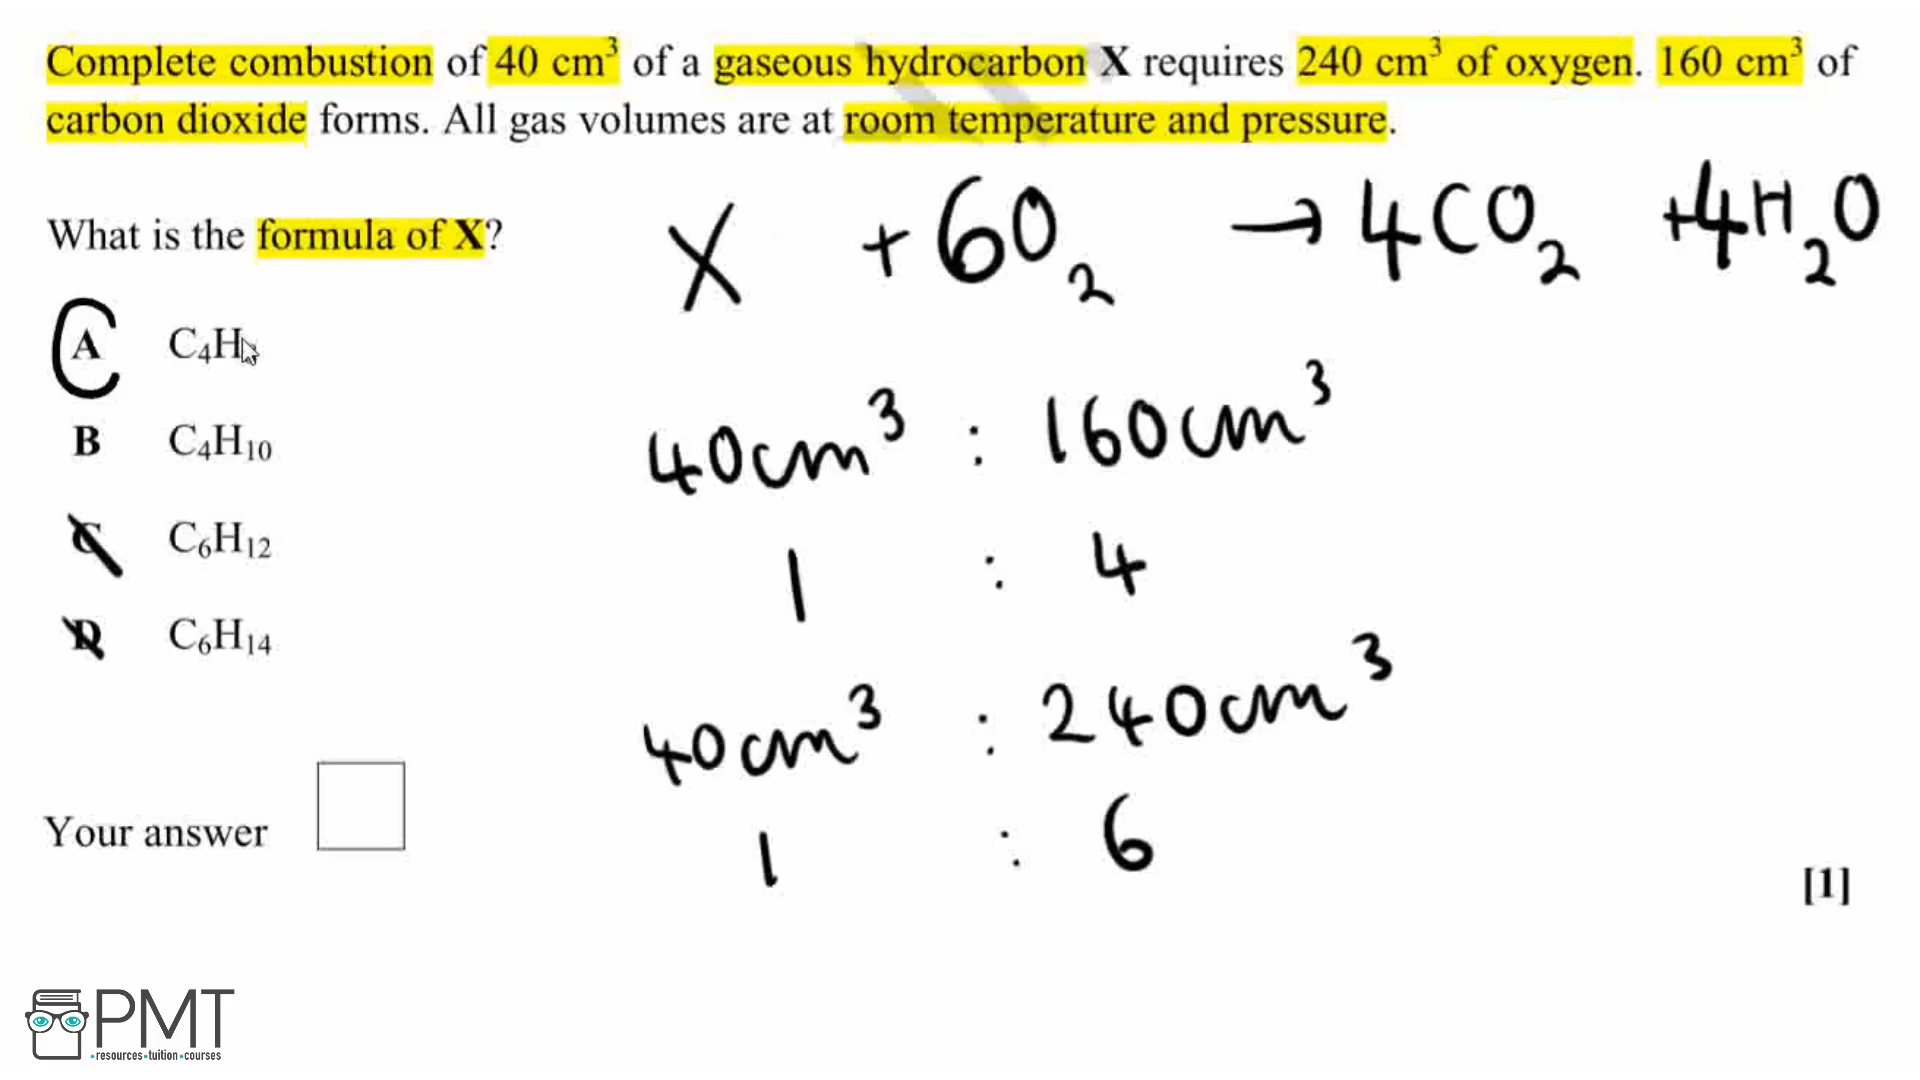 Complete combustion of 40 cm³ of a gaseous hydrocarbon X requires 240 cm³ of oxygen. 160 cm³ of
carbon dioxide forms. All gas volumes are at room temperature and pressure.
What is the formula of X?
X + 6O₂ → 4CO₂ + 4H₂O
A C₄H
B C₄H₁₀
C C₆H₁₂
D C₆H₁₄
40cm³ : 160cm³
1 : 4
40cm³ : 240cm³
1 : 6
Your answer
[1]
PMT
resources tuition courses